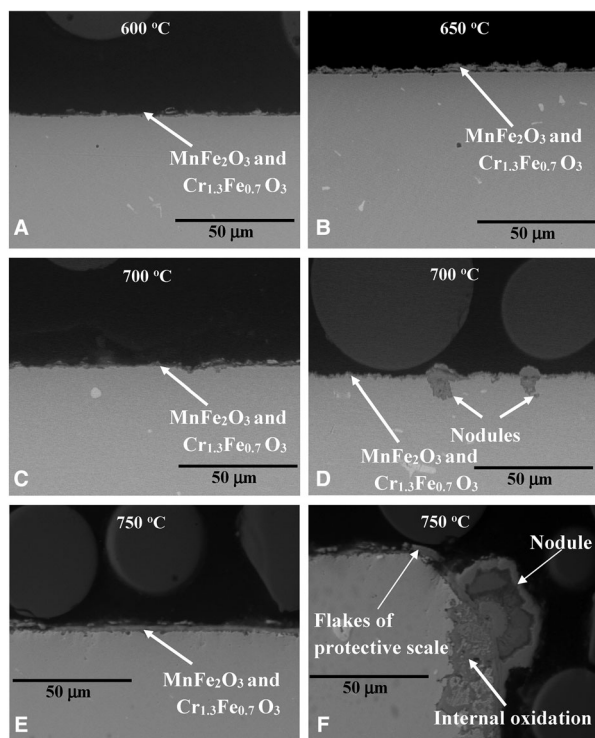 600 °C
MnFe₂O₃ and
Cr₁.₃Fe₀.₇ O₃
50 µm
A
650 °C
MnFe₂O₃ and
Cr₁.₃Fe₀.₇ O₃
50 µm
B
700 °C
MnFe₂O₃ and
Cr₁.₃Fe₀.₇ O₃
50 µm
C
700 °C
Nodules
MnFe₂O₃ and
Cr₁.₃Fe₀.₇ O₃
50 µm
D
750 °C
MnFe₂O₃ and
Cr₁.₃Fe₀.₇ O₃
50 µm
E
750 °C
Nodule
Flakes of
protective scale
50 µm
Internal oxidation
F